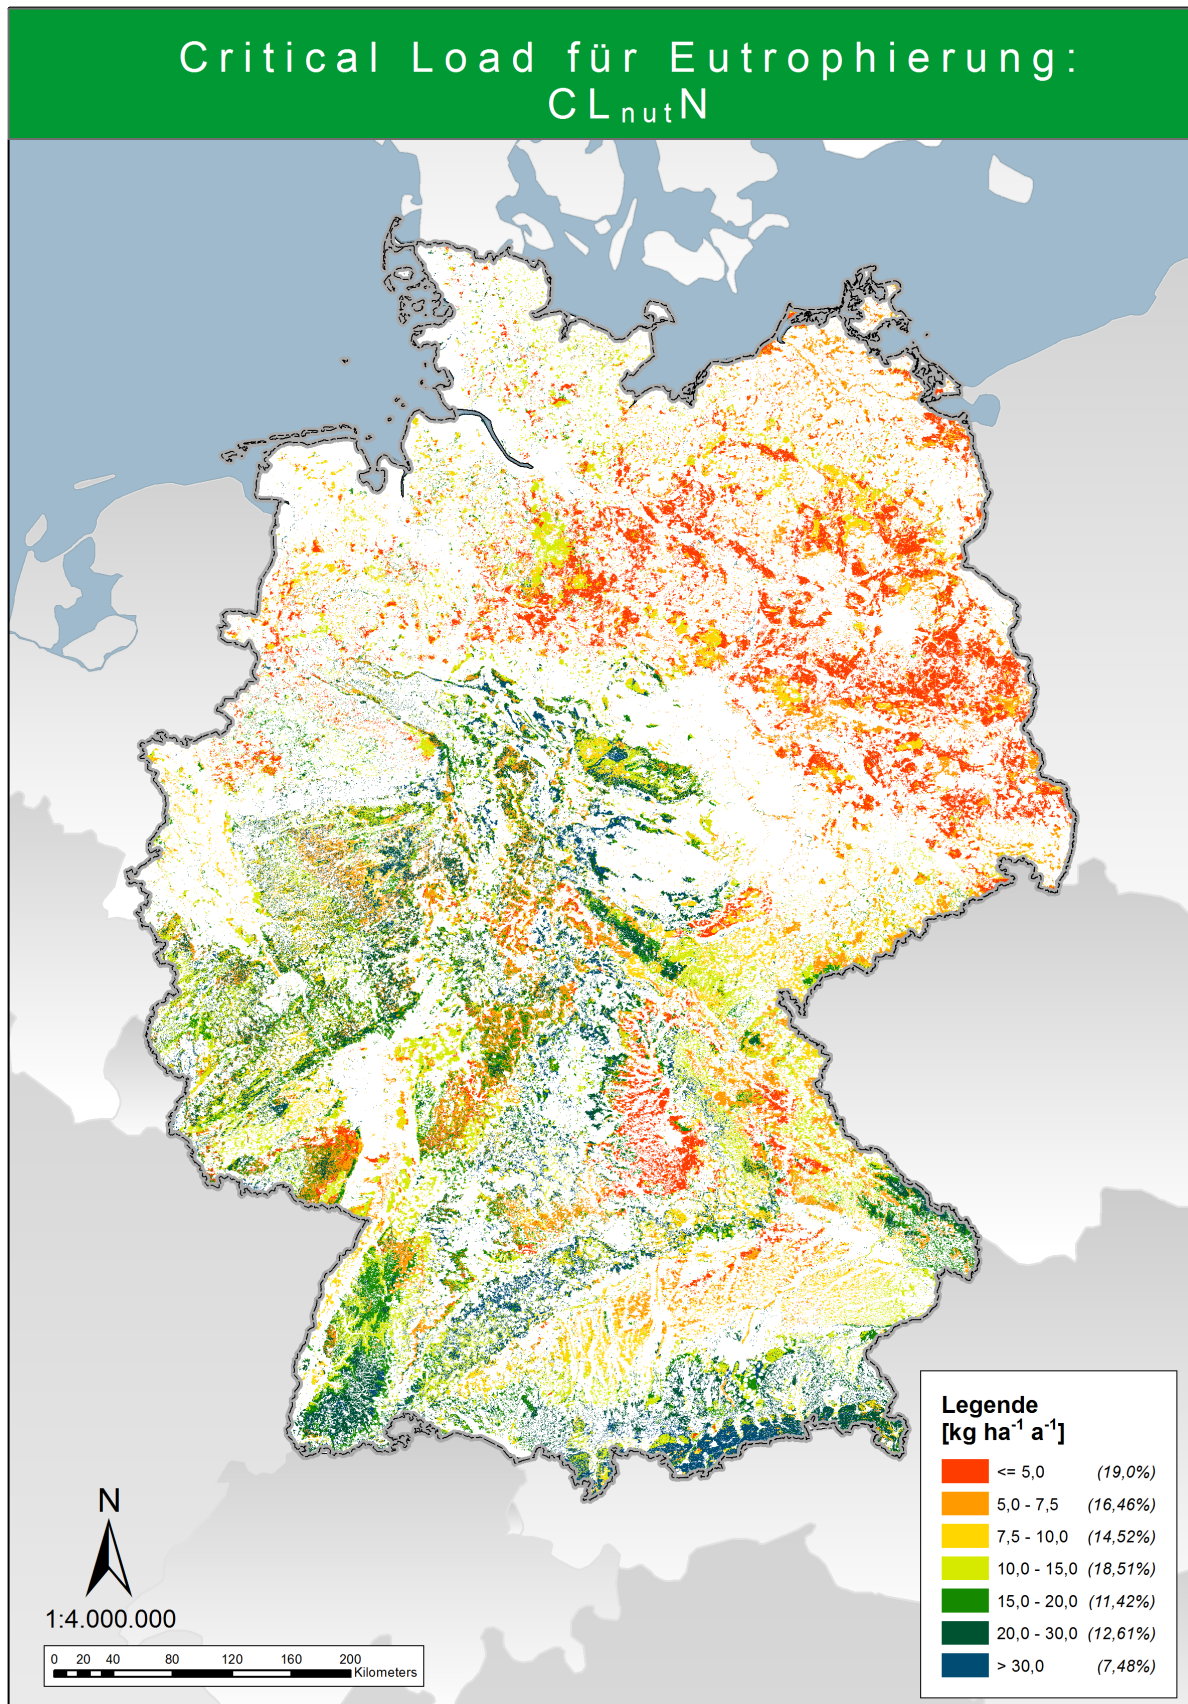 Critical Load für Eutrophierung:
CLnutN
Legende
[kg ha⁻¹ a⁻¹]
<= 5,0 (19,0%)
5,0 - 7,5 (16,46%)
7,5 - 10,0 (14,52%)
10,0 - 15,0 (18,51%)
15,0 - 20,0 (11,42%)
20,0 - 30,0 (12,61%)
> 30,0 (7,48%)
N
1:4.000.000
0 20 40 80 120 160 200
Kilometers